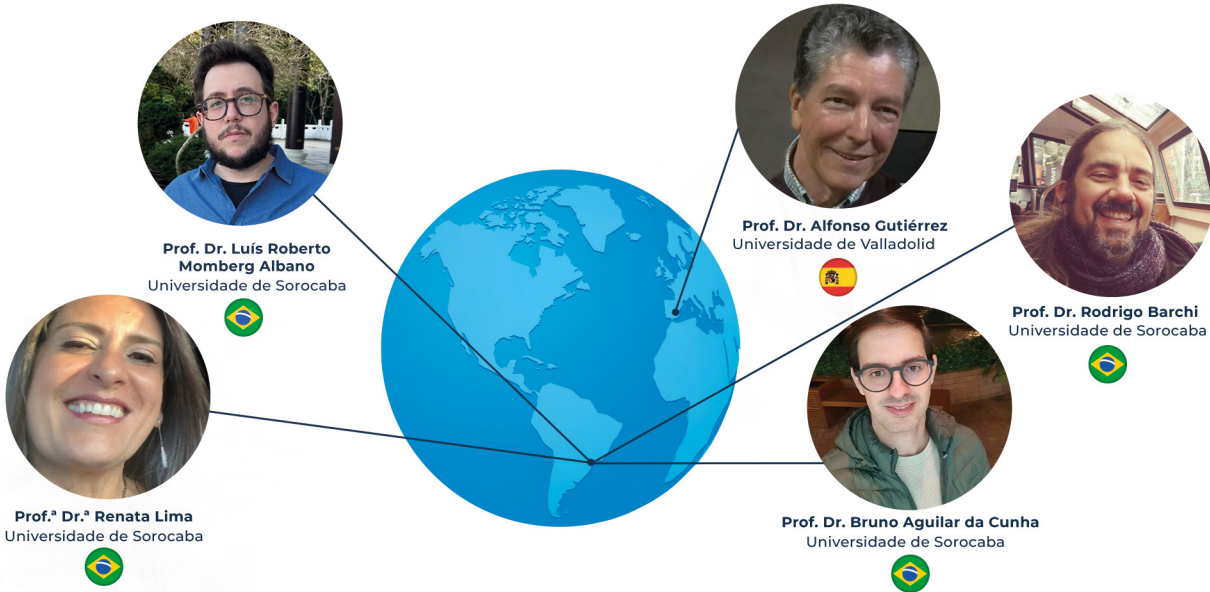 Prof. Dr. Luís Roberto
Momberg Albano
Universidade de Sorocaba
Prof. Dr. Alfonso Gutiérrez
Universidade de Valladolid
Prof. Dr. Rodrigo Barchi
Universidade de Sorocaba
Prof.ª Dr.ª Renata Lima
Universidade de Sorocaba
Prof. Dr. Bruno Aguilar da Cunha
Universidade de Sorocaba